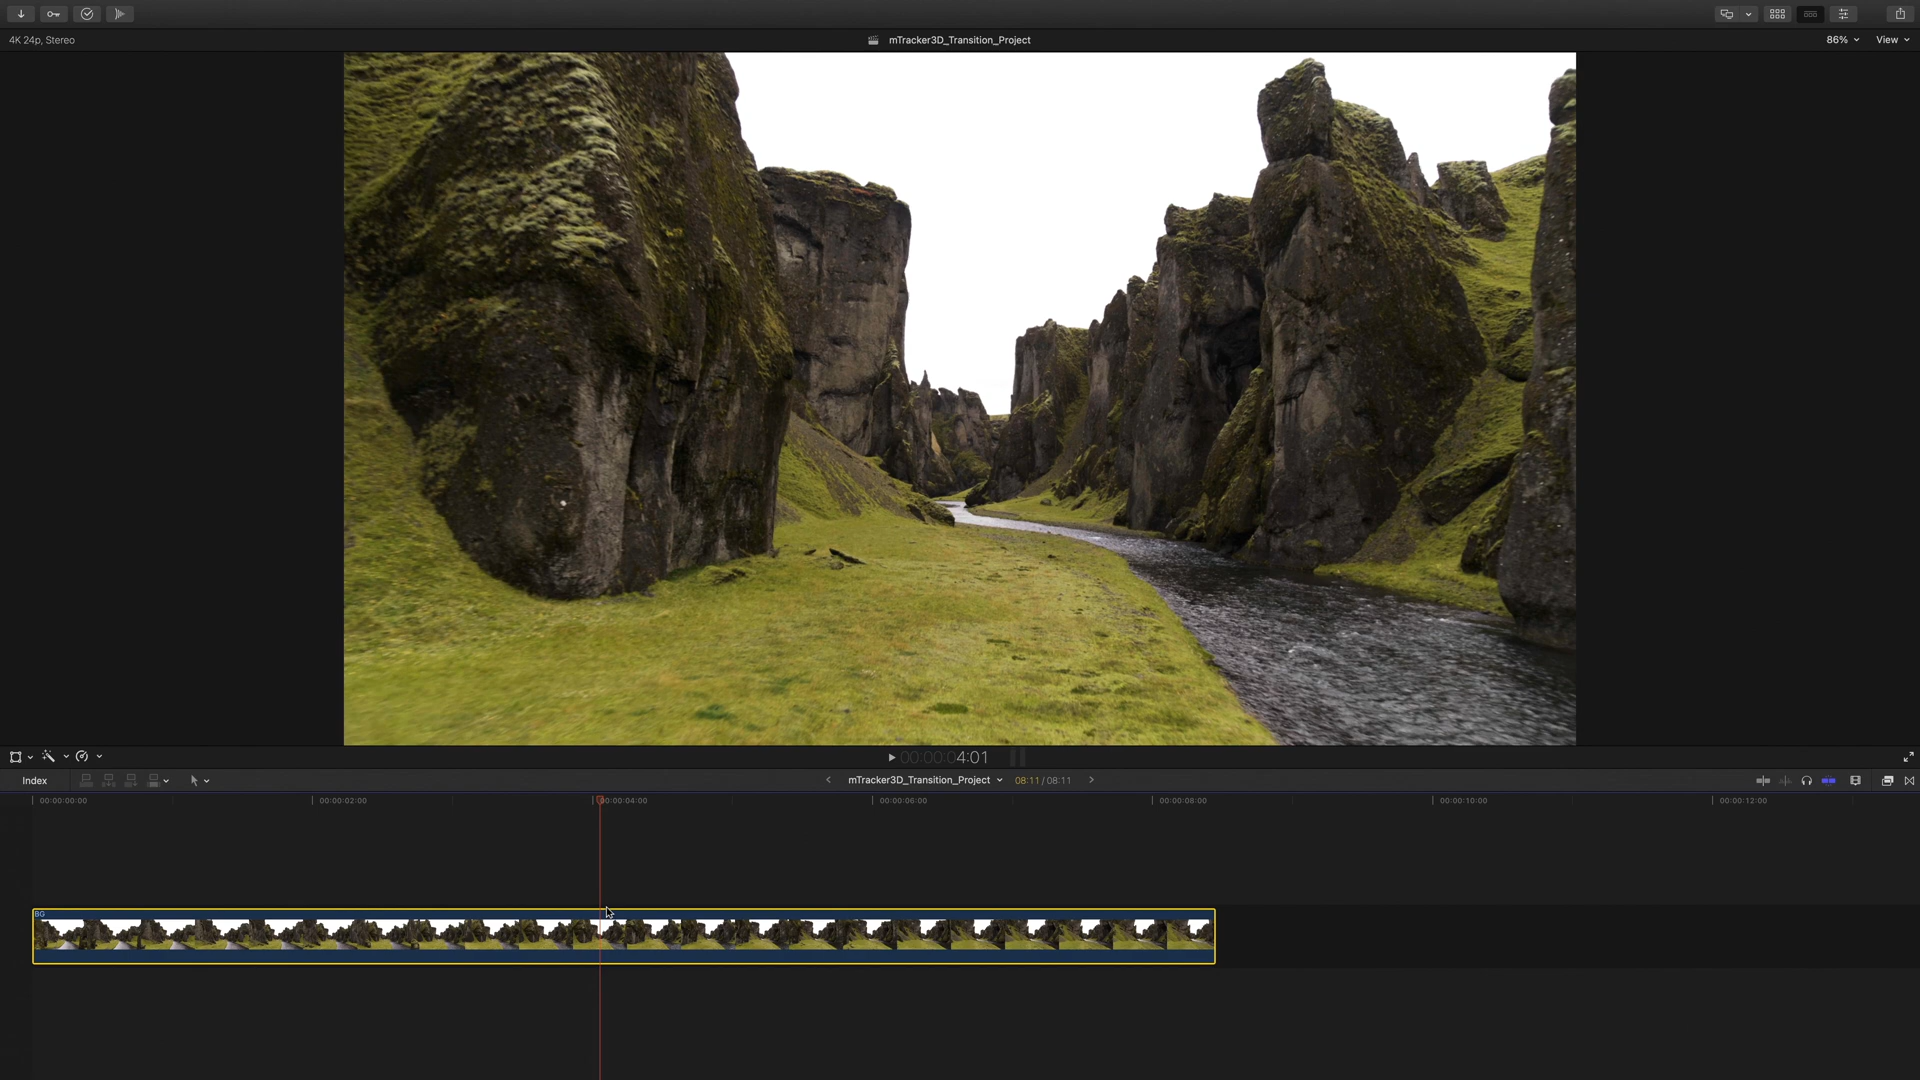 4K 24p, Stereo
mTracker3D_Transition_Project
86%
View
00:00:04:01
Index
mTracker3D_Transition_Project
08:11 / 08:11
00:00:00:00
00:00:02:00
00:00:04:00
00:00:06:00
00:00:08:00
00:00:10:00
00:00:12:00
BG